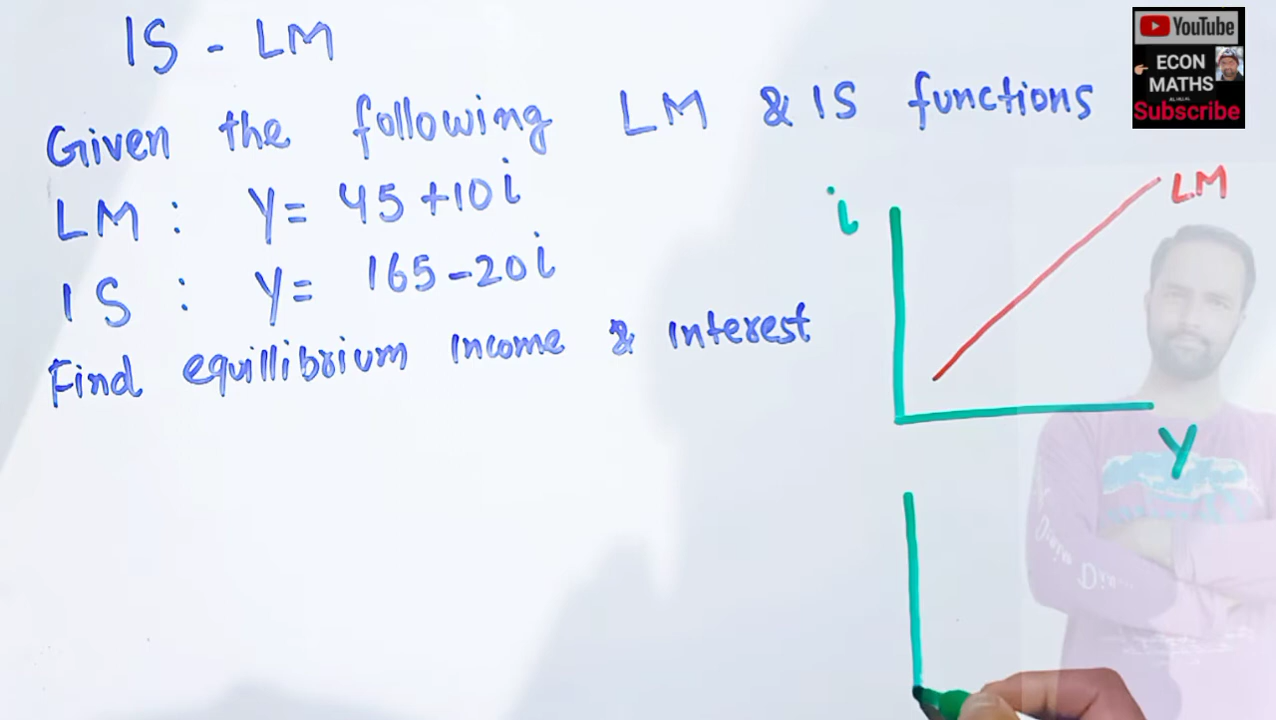 IS - LM
Given the following LM & IS functions
LM : Y = 45 + 10i
IS : Y = 165 - 20i
Find equillibrium income & interest
i
LM
Y
YouTube
ECON
MATHS
Subscribe